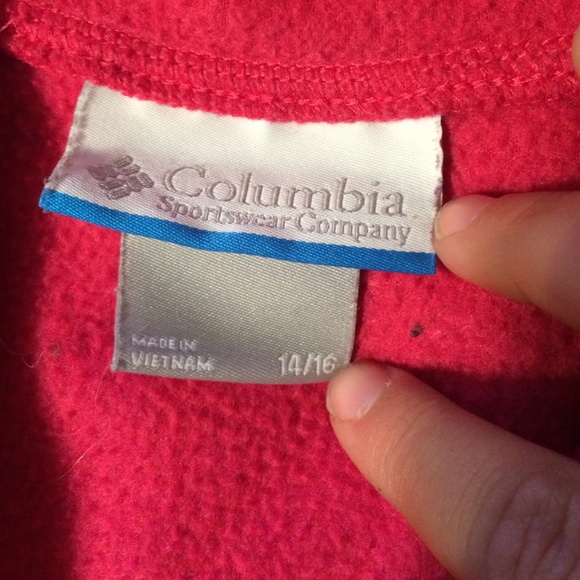 Columbia
Sportswear Company
MADE IN
VIETNAM 14/16